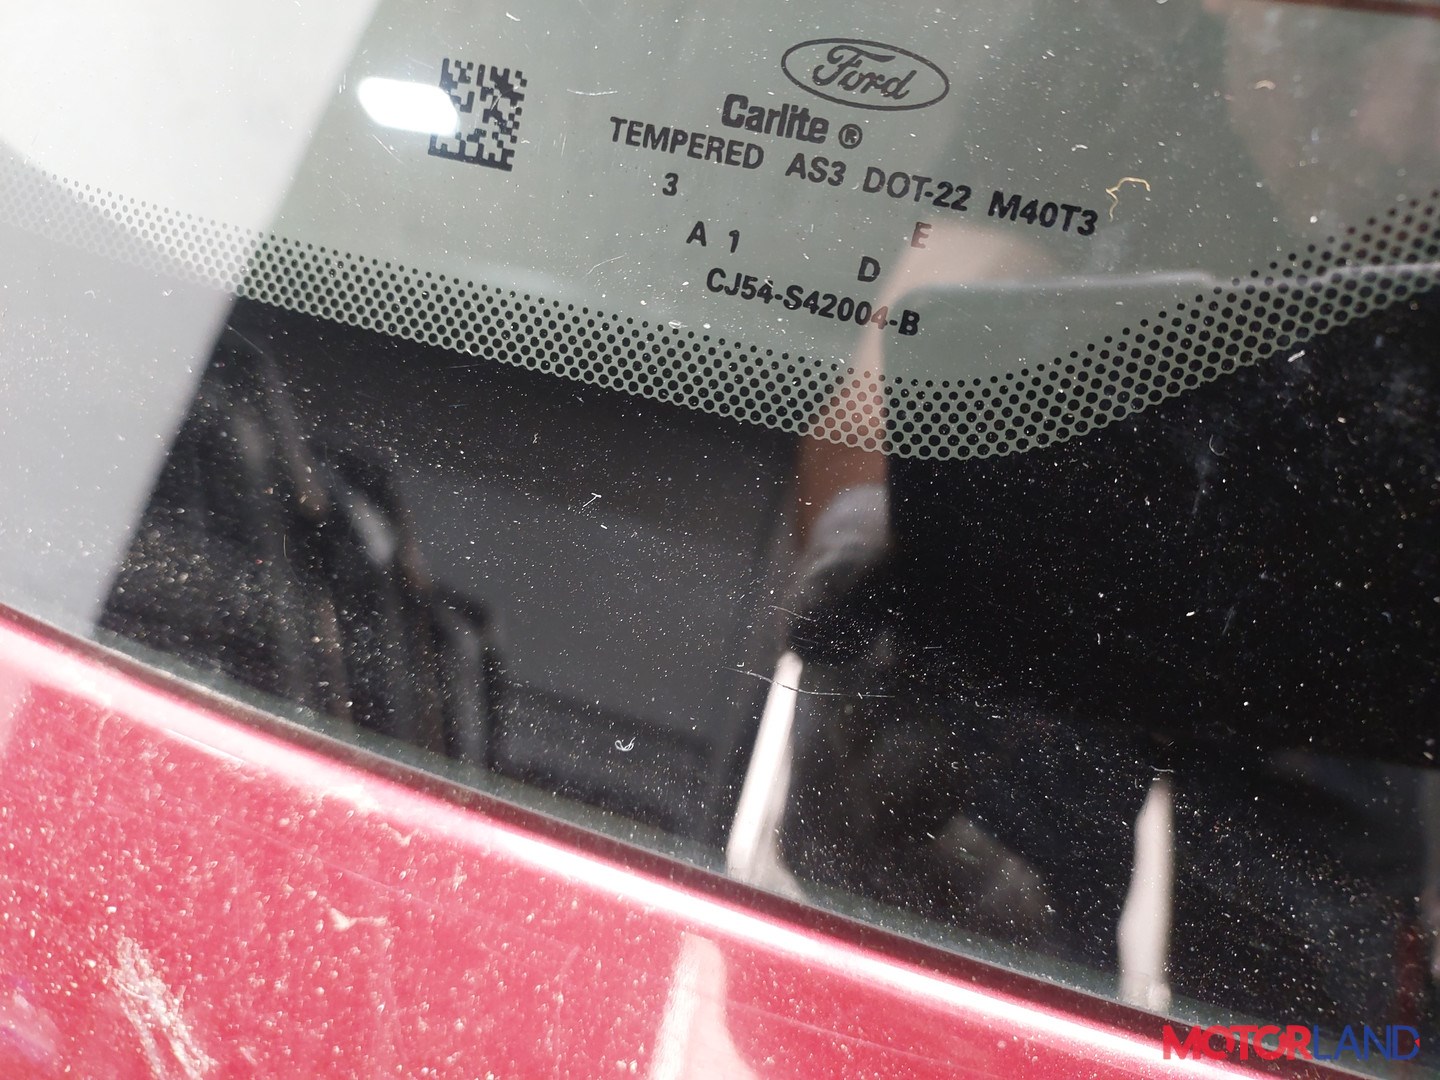 Ford
Carlite ®
TEMPERED AS3 DOT-22 M40T3
3 E
A 1 D
CJ54-S42004-B
MOTORLAND